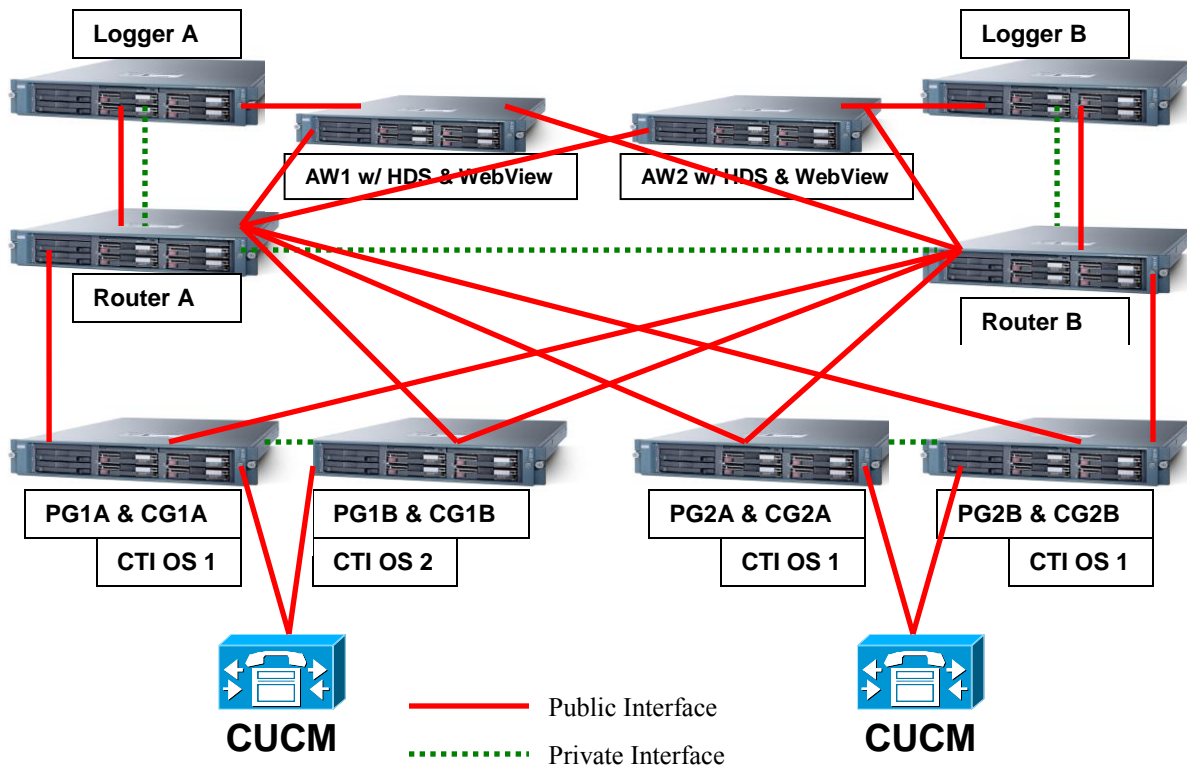 Logger A
Logger B
AW1 w/ HDS & WebView
AW2 w/ HDS & WebView
Router A
Router B
PG1A & CG1A
PG1B & CG1B
PG2A & CG2A
PG2B & CG2B
CTI OS 1
CTI OS 2
CTI OS 1
CTI OS 1
CUCM
CUCM
Public Interface
Private Interface